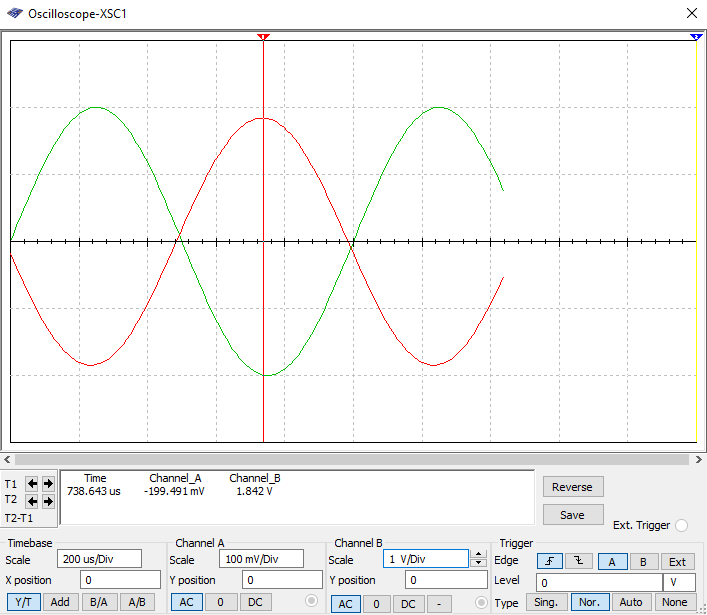 Oscilloscope-XSC1
Time Channel_A Channel_B
738.643 us -199.491 mV 1.842 V
T1
T2
T2-T1
Reverse
Save
Ext. Trigger
Timebase
Scale 200 us/Div
X position 0
Y/T Add B/A A/B
Channel A
Scale 100 mV/Div
Y position 0
AC 0 DC
Channel B
Scale 1 V/Div
Y position 0
AC 0 DC -
Trigger
Edge A B Ext
Level 0 V
Type Sing. Nor. Auto None